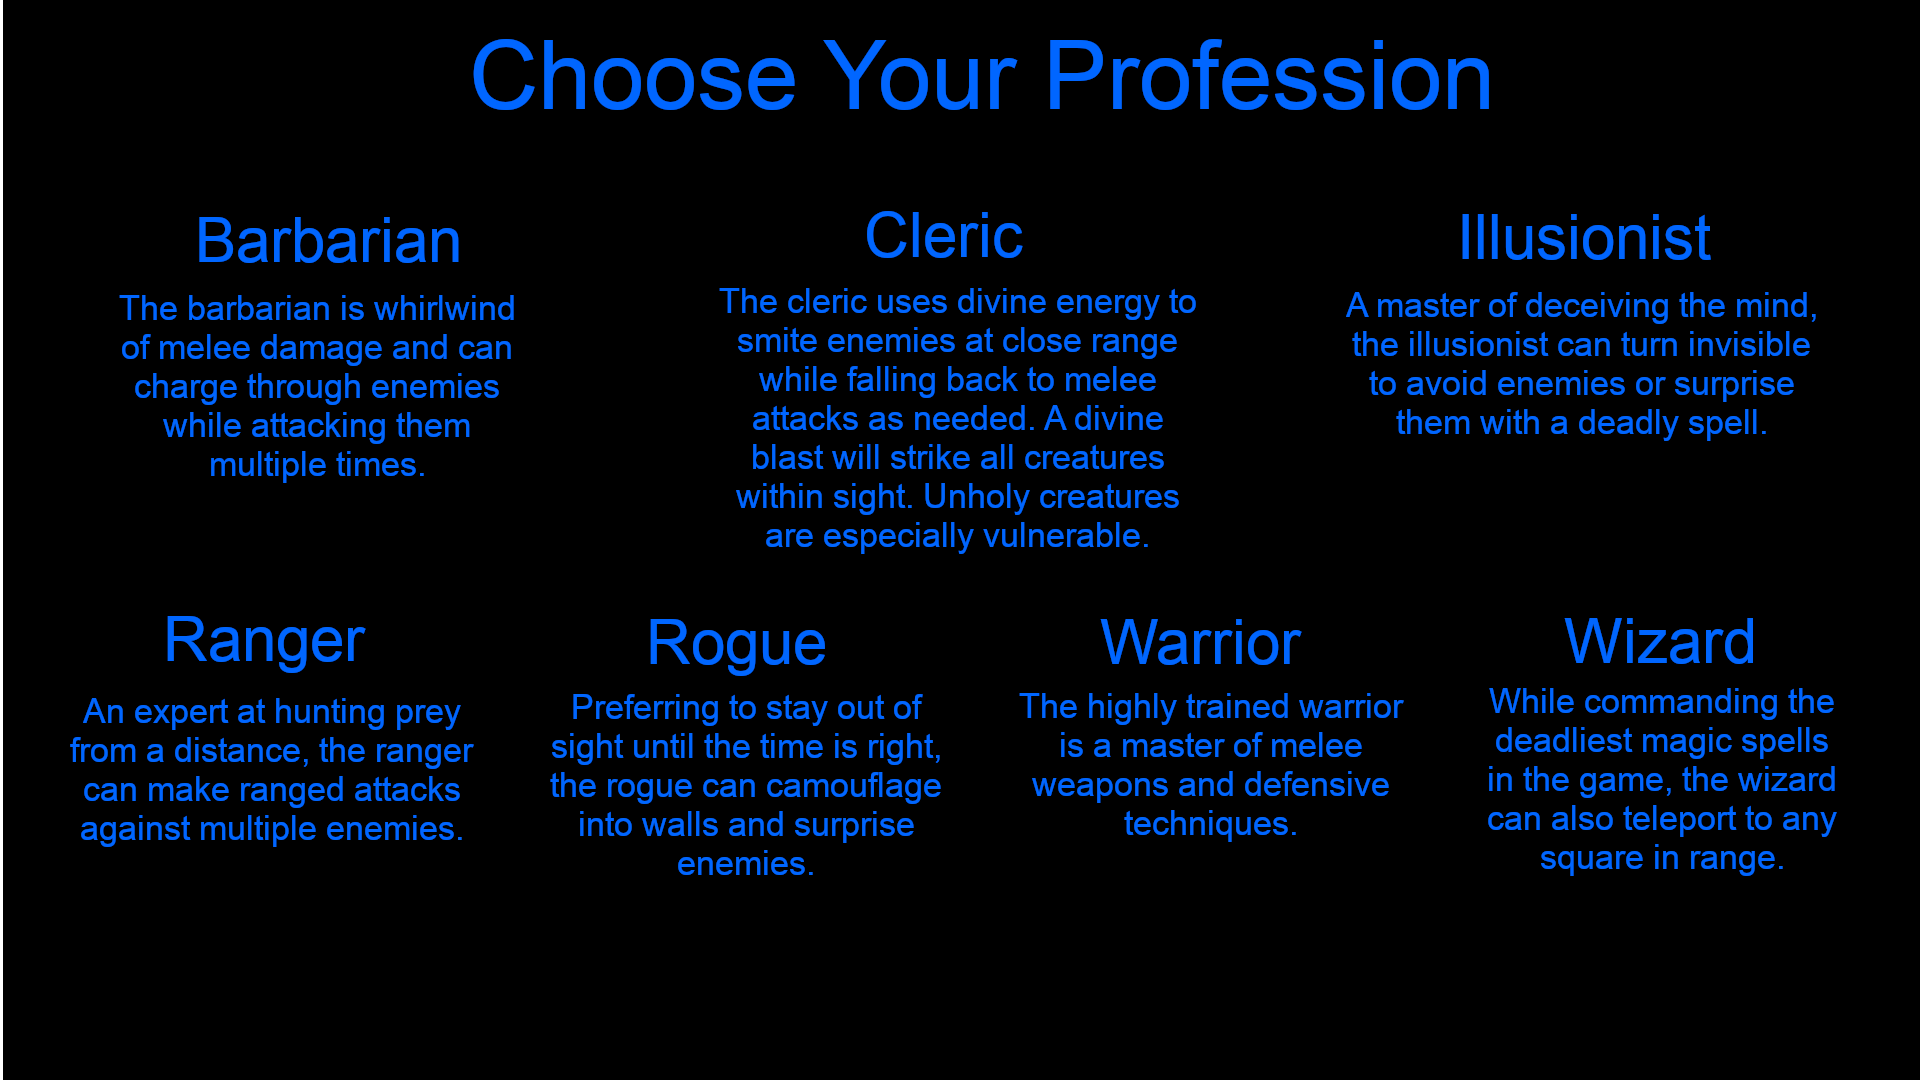 Choose Your Profession
Barbarian
The barbarian is whirlwind
of melee damage and can
charge through enemies
while attacking them
multiple times.
Cleric
The cleric uses divine energy to
smite enemies at close range
while falling back to melee
attacks as needed. A divine
blast will strike all creatures
within sight. Unholy creatures
are especially vulnerable.
Illusionist
A master of deceiving the mind,
the illusionist can turn invisible
to avoid enemies or surprise
them with a deadly spell.
Ranger
An expert at hunting prey
from a distance, the ranger
can make ranged attacks
against multiple enemies.
Rogue
Preferring to stay out of
sight until the time is right,
the rogue can camouflage
into walls and surprise
enemies.
Warrior
The highly trained warrior
is a master of melee
weapons and defensive
techniques.
Wizard
While commanding the
deadliest magic spells
in the game, the wizard
can also teleport to any
square in range.